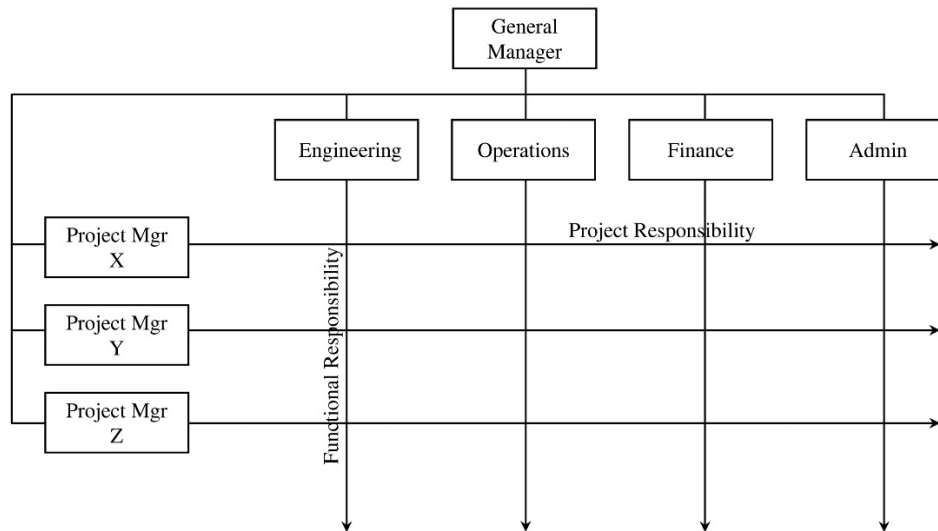 General
Manager
Engineering
Operations
Finance
Admin
Project Mgr
X
Project Responsibility
Functional Responsibility
Project Mgr
Y
Project Mgr
Z